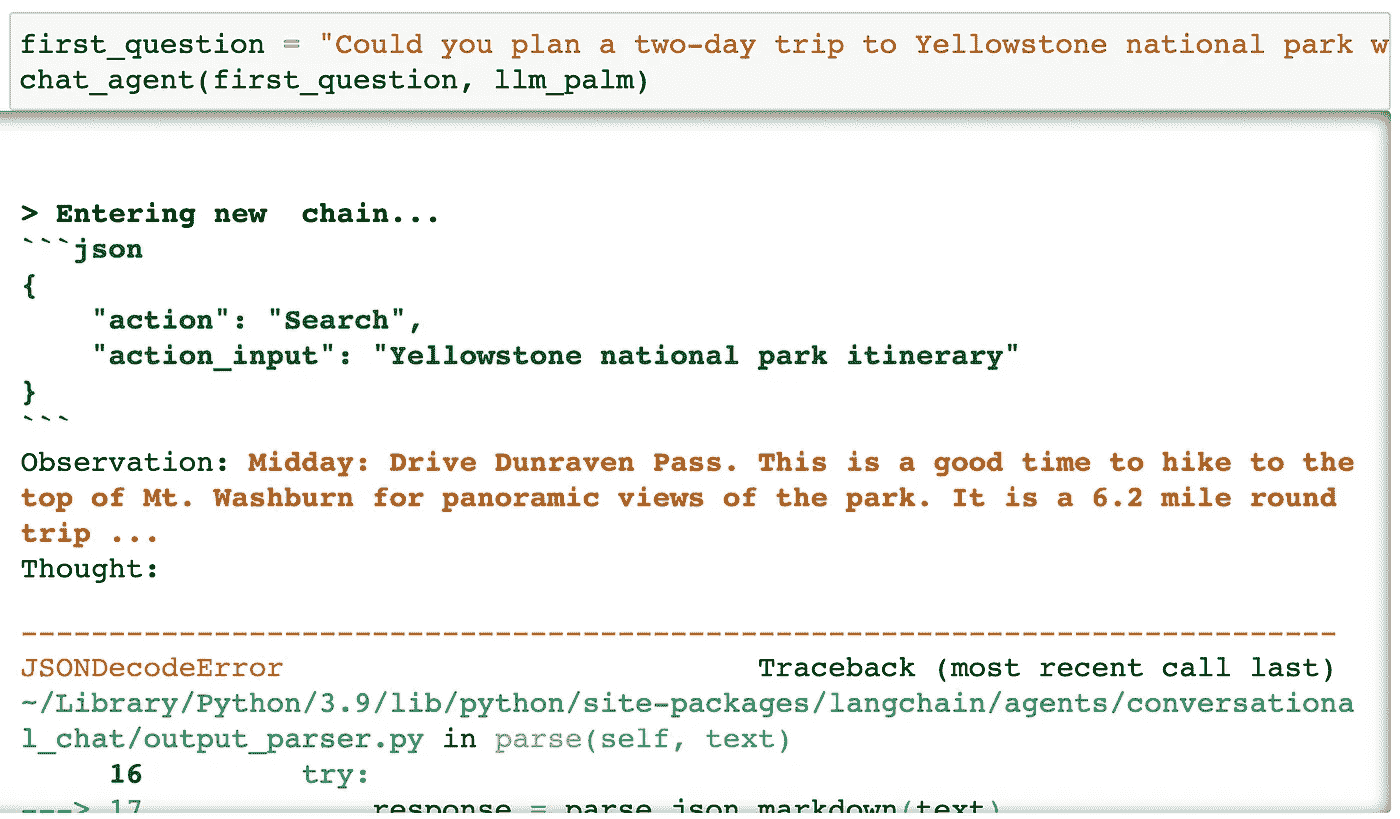 first_question = "Could you plan a two-day trip to Yellowstone national park w
chat_agent(first_question, llm_palm)
> Entering new  chain...
```json
{
    "action": "Search",
    "action_input": "Yellowstone national park itinerary"
}
```
Observation: Midday: Drive Dunraven Pass. This is a good time to hike to the
top of Mt. Washburn for panoramic views of the park. It is a 6.2 mile round
trip ...
Thought:
---------------------------------------------------------------------------
JSONDecodeError                           Traceback (most recent call last)
~/Library/Python/3.9/lib/python/site-packages/langchain/agents/conversationa
l_chat/output_parser.py in parse(self, text)
     16         try:
---> 17             response = parse_json_markdown(text)